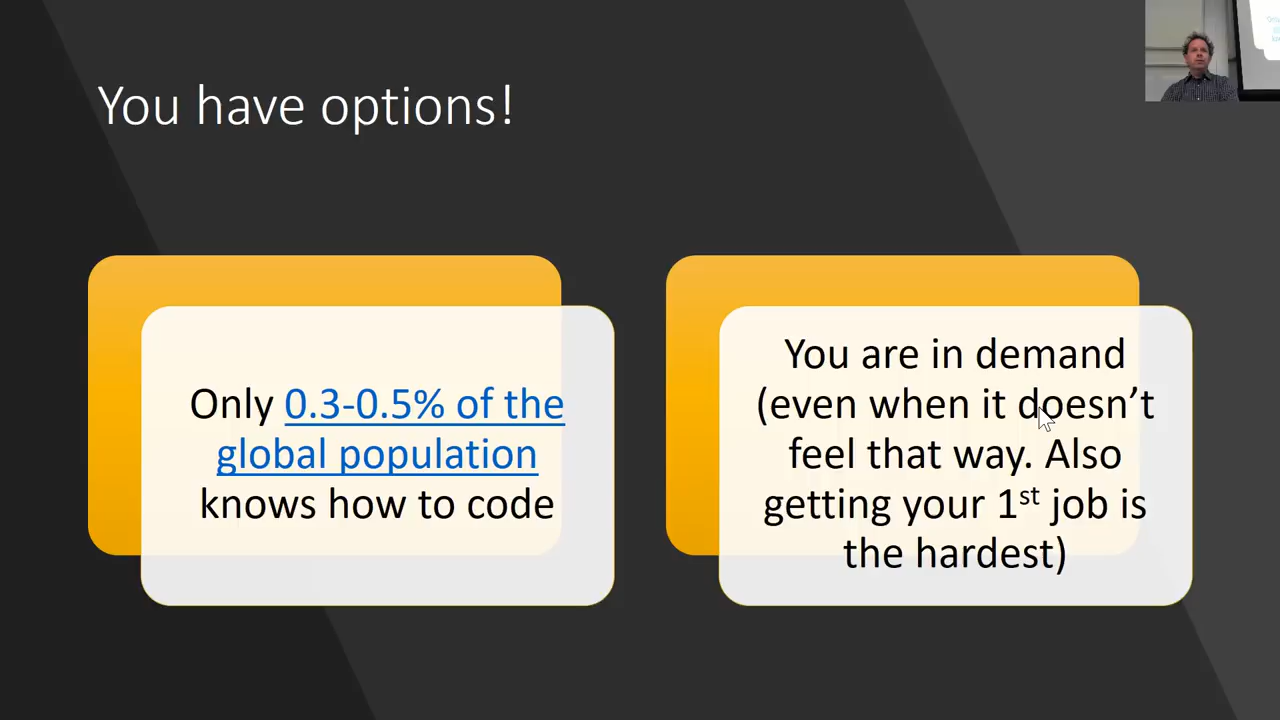 You have options!
Only 0.3-0.5% of the
global population
knows how to code
You are in demand
(even when it doesn’t
feel that way. Also
getting your 1st job is
the hardest)